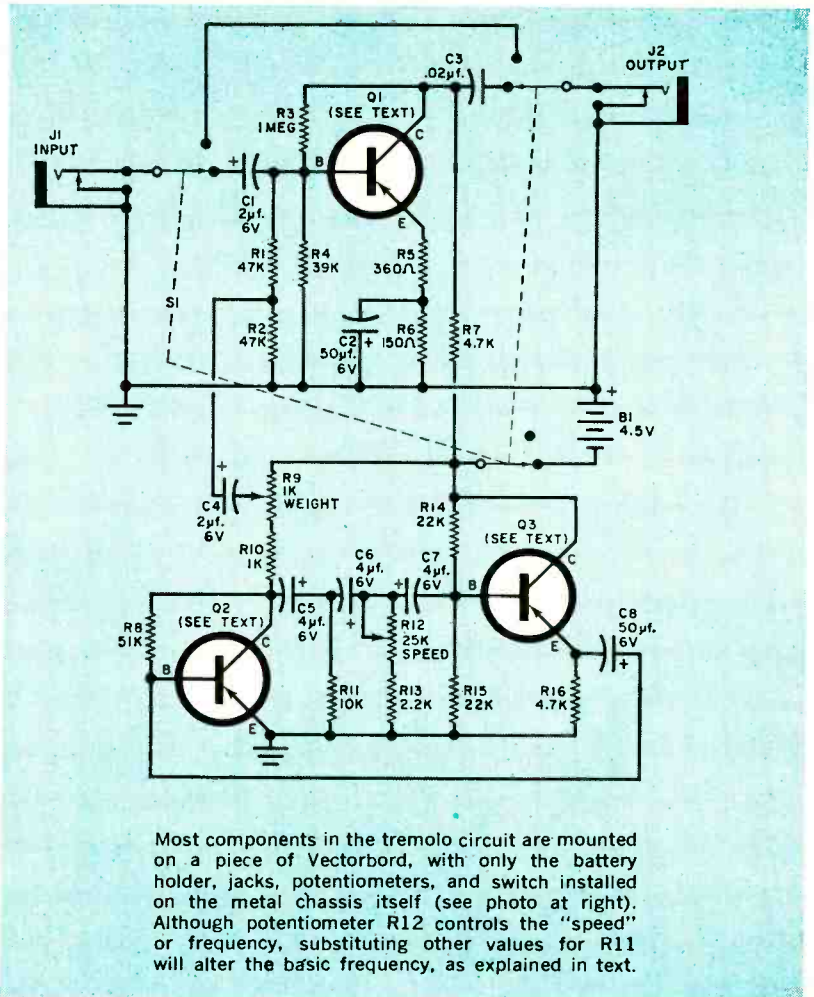 J1
INPUT
V
S1
+
C1
2µf.
6V
R1
47K
R2
47K
R3
1MEG
R4
39K
Q1
(SEE TEXT)
B
C
E
R5
360Ω
C2
50µf.
6V
+
R6
150Ω
R7
4.7K
C3
.02µf.
J2
OUTPUT
V
+
B1
4.5V
+
C4
2µf.
6V
R9
1K
WEIGHT
R10
1K
R8
51K
Q2
(SEE TEXT)
B
C
E
+
C5
4µf.
6V
C6
4µf.
6V
+
R11
10K
R12
25K
SPEED
R13
2.2K
+
C7
4µf.
6V
R14
22K
R15
22K
Q3
(SEE TEXT)
B
C
E
R16
4.7K
C8
50µf.
6V
+
Most components in the tremolo circuit are mounted
on a piece of Vectorbord, with only the battery
holder, jacks, potentiometers, and switch installed
on the metal chassis itself (see photo at right).
Although potentiometer R12 controls the “speed”
or frequency, substituting other values for R11
will alter the basic frequency, as explained in text.